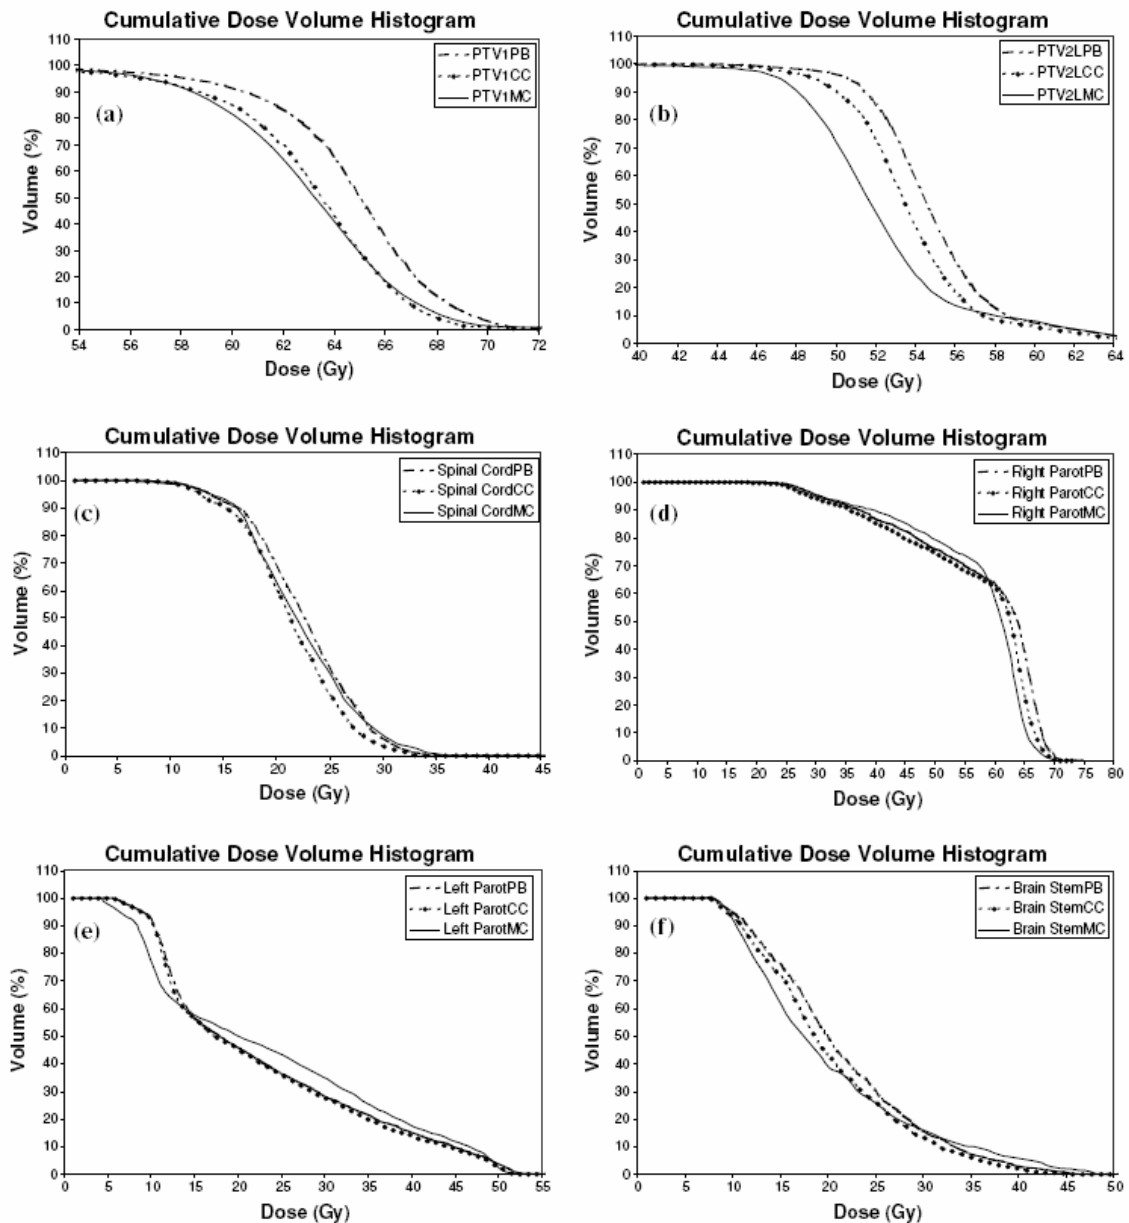 Cumulative Dose Volume Histogram
110
100
90
80
70
60
50
40
30
20
10
0
Volume (%)
(a)
PTV1PB
PTV1CC
PTV1MC
54 56 58 60 62 64 66 68 70 72
Dose (Gy)
Cumulative Dose Volume Histogram
110
100
90
80
70
60
50
40
30
20
10
0
Volume (%)
(b)
PTV2LPB
PTV2LCC
PTV2LMC
40 42 44 46 48 50 52 54 56 58 60 62 64
Dose (Gy)
Cumulative Dose Volume Histogram
110
100
90
80
70
60
50
40
30
20
10
0
Volume (%)
(c)
Spinal CordPB
Spinal CordCC
Spinal CordMC
0 5 10 15 20 25 30 35 40 45
Dose (Gy)
Cumulative Dose Volume Histogram
110
100
90
80
70
60
50
40
30
20
10
0
Volume (%)
(d)
Right ParotPB
Right ParotCC
Right ParotMC
0 5 10 15 20 25 30 35 40 45 50 55 60 65 70 75 80
Dose (Gy)
Cumulative Dose Volume Histogram
110
100
90
80
70
60
50
40
30
20
10
0
Volume (%)
(e)
Left ParotPB
Left ParotCC
Left ParotMC
0 5 10 15 20 25 30 35 40 45 50 55
Dose (Gy)
Cumulative Dose Volume Histogram
110
100
90
80
70
60
50
40
30
20
10
0
Volume (%)
(f)
Brain StemPB
Brain StemCC
Brain StemMC
0 5 10 15 20 25 30 35 40 45 50
Dose (Gy)